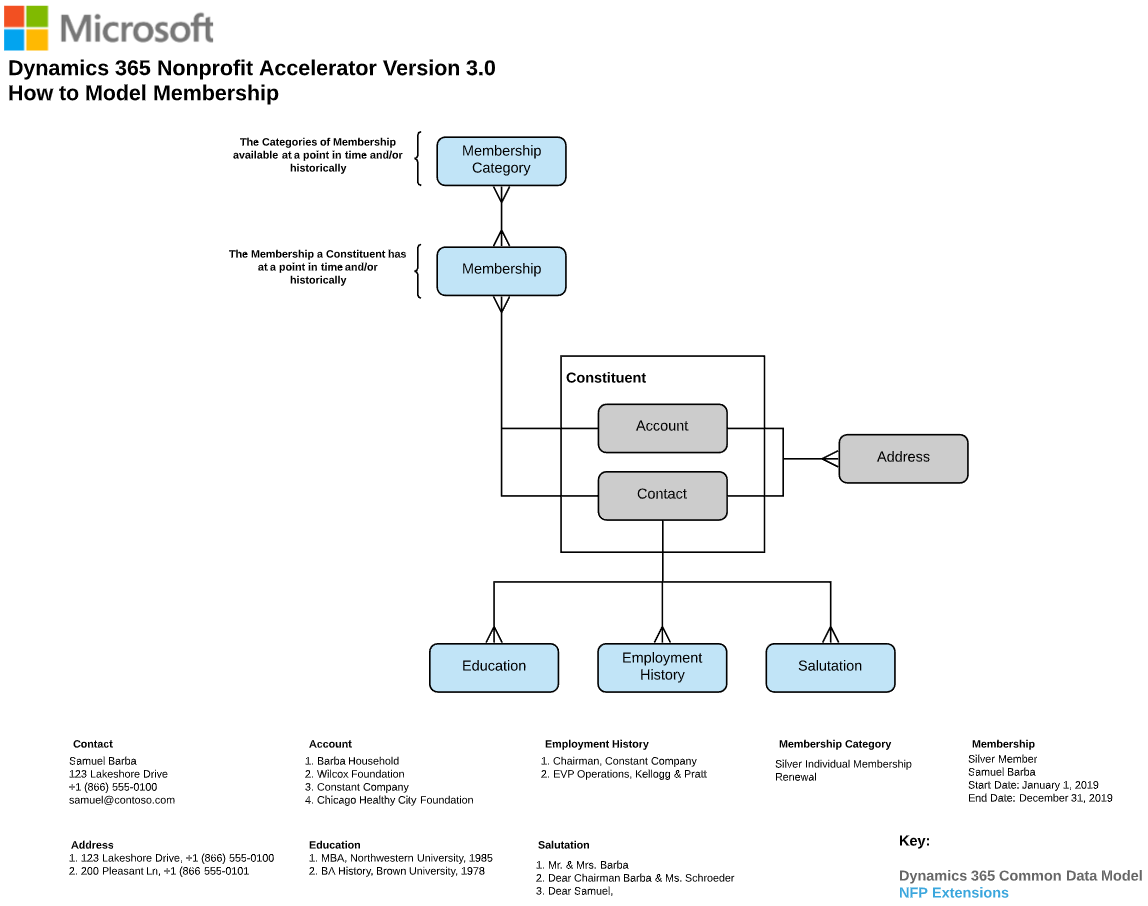 Microsoft
Dynamics 365 Nonprofit Accelerator Version 3.0
How to Model Membership
The Categories of Membership
available at a point in time and/or
historically
Membership
Category
The Membership a Constituent has
at a point in time and/or
historically
Membership
Constituent
Account
Contact
Address
Education
Employment
History
Salutation
Contact
Samuel Barba
123 Lakeshore Drive
+1 (866) 555-0100
samuel@contoso.com
Account
1. Barba Household
2. Wilcox Foundation
3. Constant Company
4. Chicago Healthy City Foundation
Employment History
1. Chairman, Constant Company
2. EVP Operations, Kellogg & Pratt
Membership Category
Silver Individual Membership
Renewal
Membership
Silver Member
Samuel Barba
Start Date: January 1, 2019
End Date: December 31, 2019
Address
1. 123 Lakeshore Drive, +1 (866) 555-0100
2. 200 Pleasant Ln, +1 (866 555-0101
Education
1. MBA, Northwestern University, 1985
2. BA History, Brown University, 1978
Salutation
1. Mr. & Mrs. Barba
2. Dear Chairman Barba & Ms. Schroeder
3. Dear Samuel,
Key:
Dynamics 365 Common Data Model
NFP Extensions